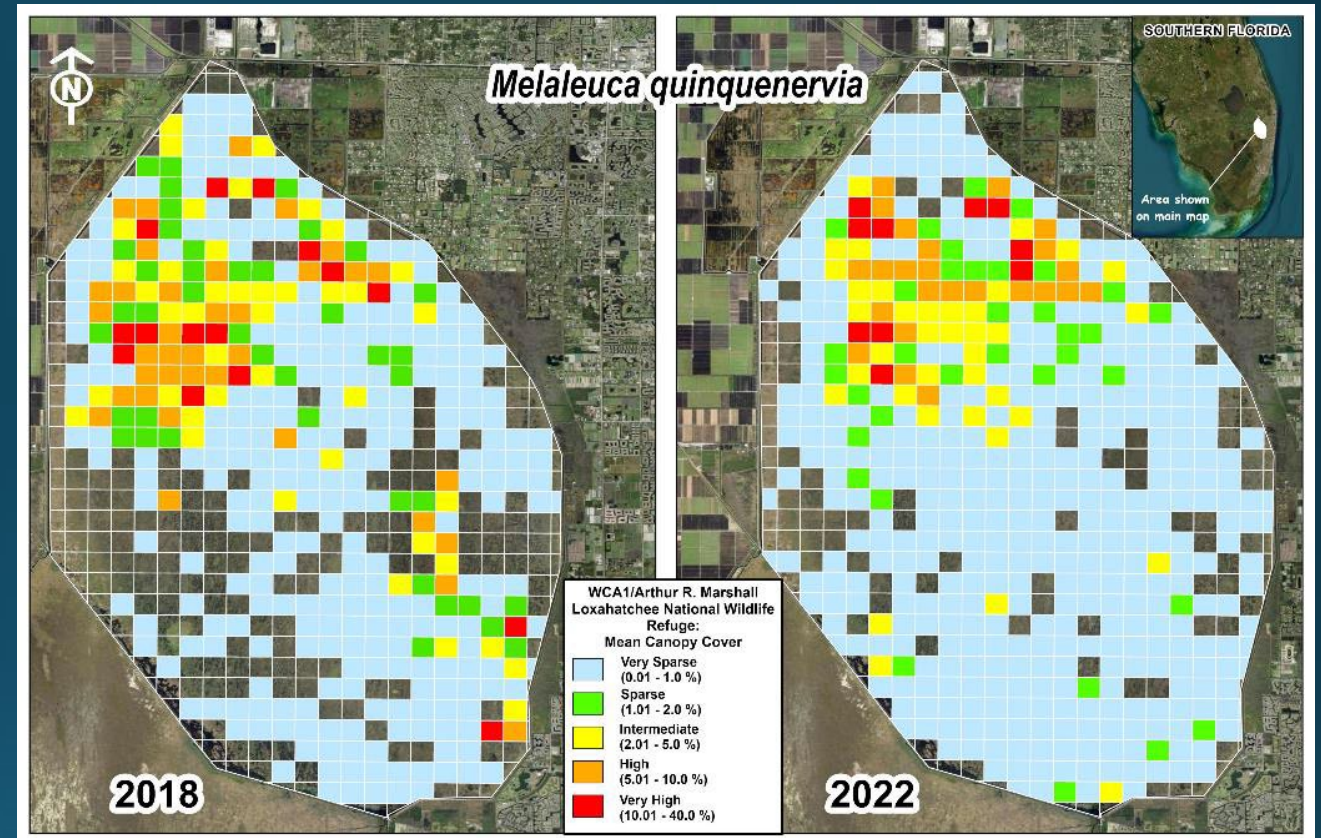 Melaleuca quinquenervia
N
SOUTHERN FLORIDA
Area shown
on main map
WCA1/Arthur R. Marshall
Loxahatchee National Wildlife
Refuge:
Mean Canopy Cover
Very Sparse
(0.01 - 1.0 %)
Sparse
(1.01 - 2.0 %)
Intermediate
(2.01 - 5.0 %)
High
(5.01 - 10.0 %)
Very High
(10.01 - 40.0 %)
2018
2022